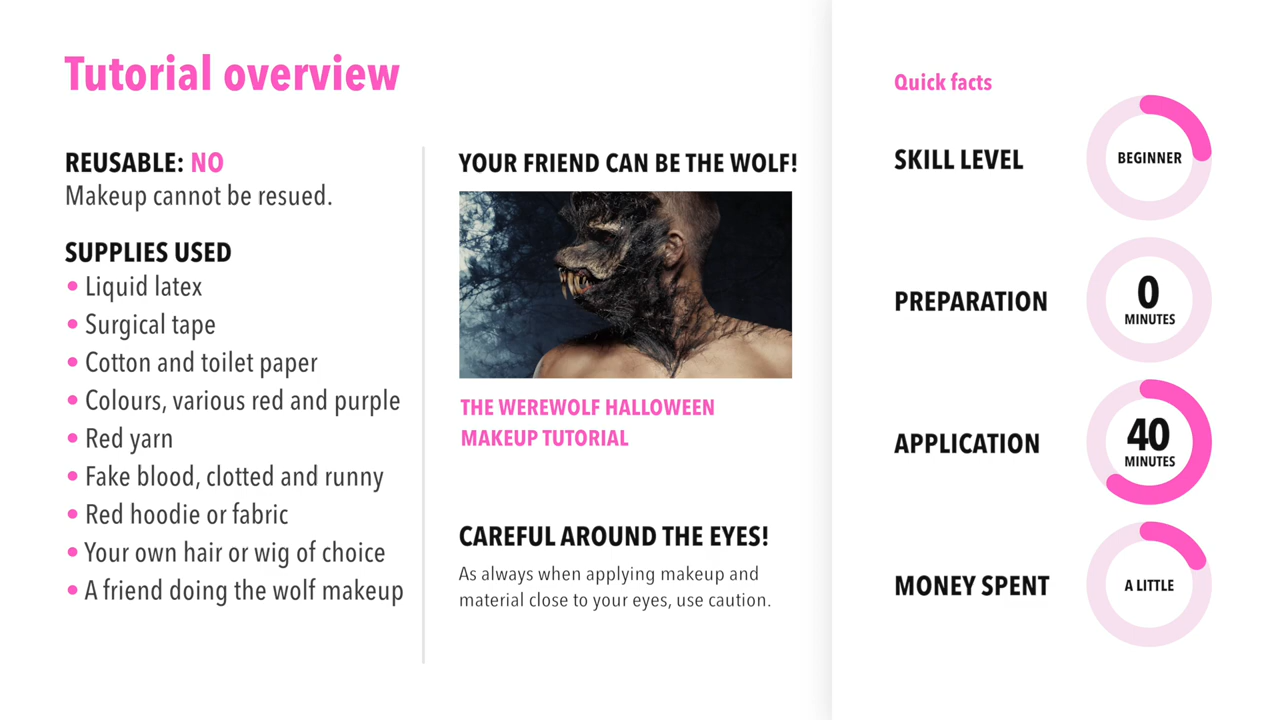 Tutorial overview
REUSABLE: NO
Makeup cannot be resued.
SUPPLIES USED
• Liquid latex
• Surgical tape
• Cotton and toilet paper
• Colours, various red and purple
• Red yarn
• Fake blood, clotted and runny
• Red hoodie or fabric
• Your own hair or wig of choice
• A friend doing the wolf makeup
YOUR FRIEND CAN BE THE WOLF!
THE WEREWOLF HALLOWEEN
MAKEUP TUTORIAL
CAREFUL AROUND THE EYES!
As always when applying makeup and
material close to your eyes, use caution.
Quick facts
SKILL LEVEL
BEGINNER
PREPARATION
0
MINUTES
APPLICATION
40
MINUTES
MONEY SPENT
A LITTLE